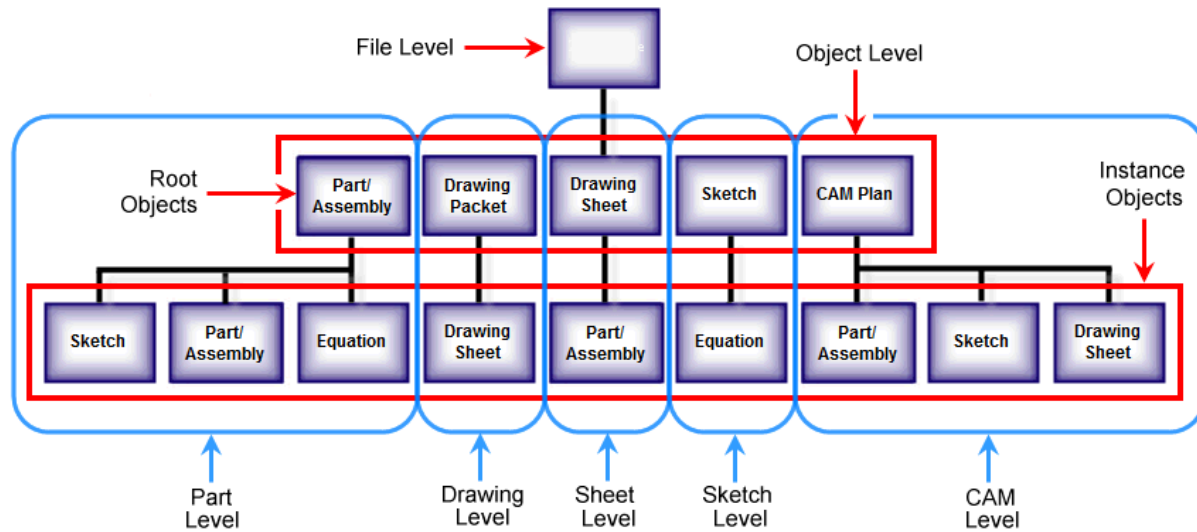 File Level
Object Level
Root
Objects
Part/
Assembly
Drawing
Packet
Drawing
Sheet
Sketch
CAM Plan
Instance
Objects
Sketch
Part/
Assembly
Equation
Drawing
Sheet
Part/
Assembly
Equation
Part/
Assembly
Sketch
Drawing
Sheet
Part
Level
Drawing
Level
Sheet
Level
Sketch
Level
CAM
Level